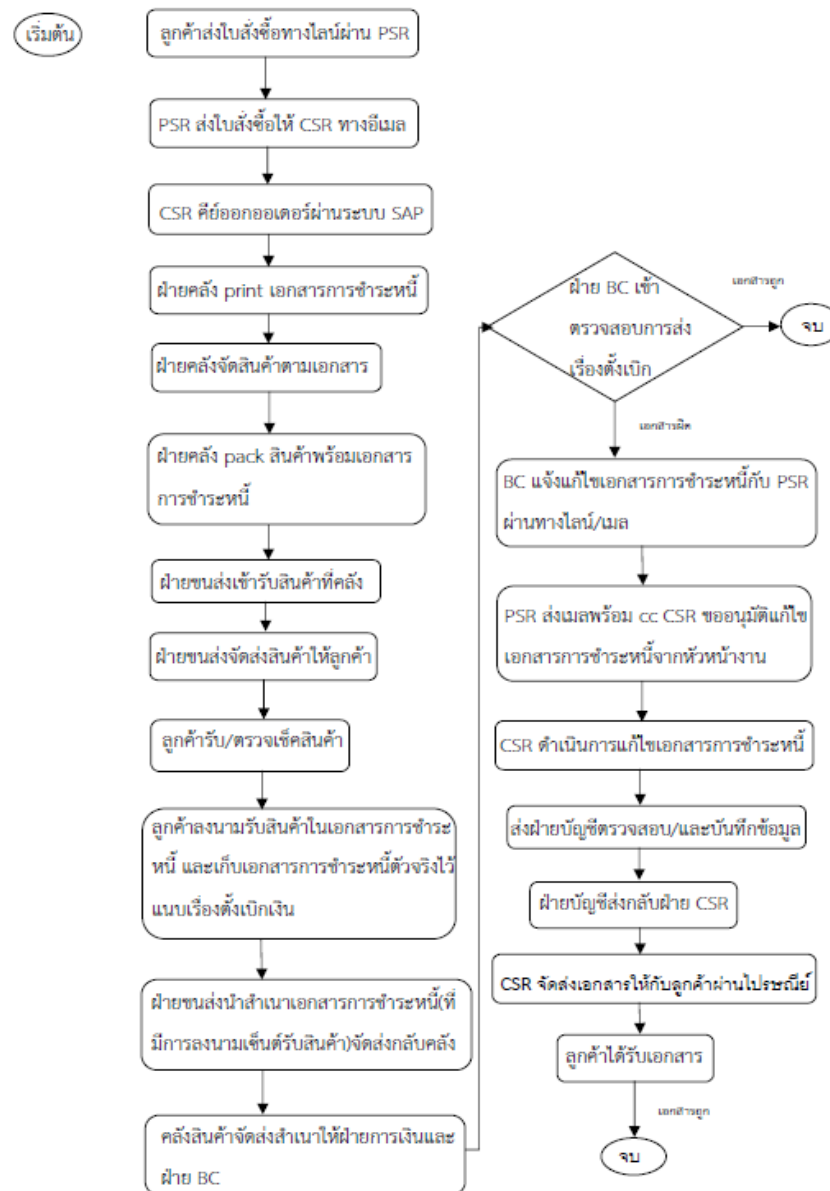 เริ่มต้น
ลูกค้าส่งใบสั่งซื้อทางไลน์ผ่าน PSR
PSR ส่งใบสั่งซื้อให้ CSR ทางอีเมล
CSR คีย์ออกออเดอร์ผ่านระบบ SAP
ฝ่ายคลัง print เอกสารการชำระหนี้
ฝ่ายคลังจัดสินค้าตามเอกสาร
ฝ่ายคลัง pack สินค้าพร้อมเอกสาร
การชำระหนี้
ฝ่ายขนส่งเข้ารับสินค้าที่คลัง
ฝ่ายขนส่งจัดส่งสินค้าให้ลูกค้า
ลูกค้ารับ/ตรวจเช็คสินค้า
ลูกค้าลงนามรับสินค้าในเอกสารการชำระ
หนี้ และเก็บเอกสารการชำระหนี้ตัวจริงไว้
แนบเรื่องตั้งเบิกเงิน
ฝ่ายขนส่งนำสำเนาเอกสารการชำระหนี้(ที่
มีการลงนามเซ็นต์รับสินค้า)จัดส่งกลับคลัง
คลังสินค้าจัดส่งสำเนาให้ฝ่ายการเงินและ
ฝ่าย BC
ฝ่าย BC เข้า
ตรวจสอบการส่ง
เรื่องตั้งเบิก
เอกสารถูก
จบ
เอกสารผิด
BC แจ้งแก้ไขเอกสารการชำระหนี้กับ PSR
ผ่านทางไลน์/เมล
PSR ส่งเมลพร้อม cc CSR ขออนุมัติแก้ไข
เอกสารการชำระหนี้จากหัวหน้างาน
CSR ดำเนินการแก้ไขเอกสารการชำระหนี้
ส่งฝ่ายบัญชีตรวจสอบ/และบันทึกข้อมูล
ฝ่ายบัญชีส่งกลับฝ่าย CSR
CSR จัดส่งเอกสารให้กับลูกค้าผ่านไปรษณีย์
ลูกค้าได้รับเอกสาร
เอกสารถูก
จบ